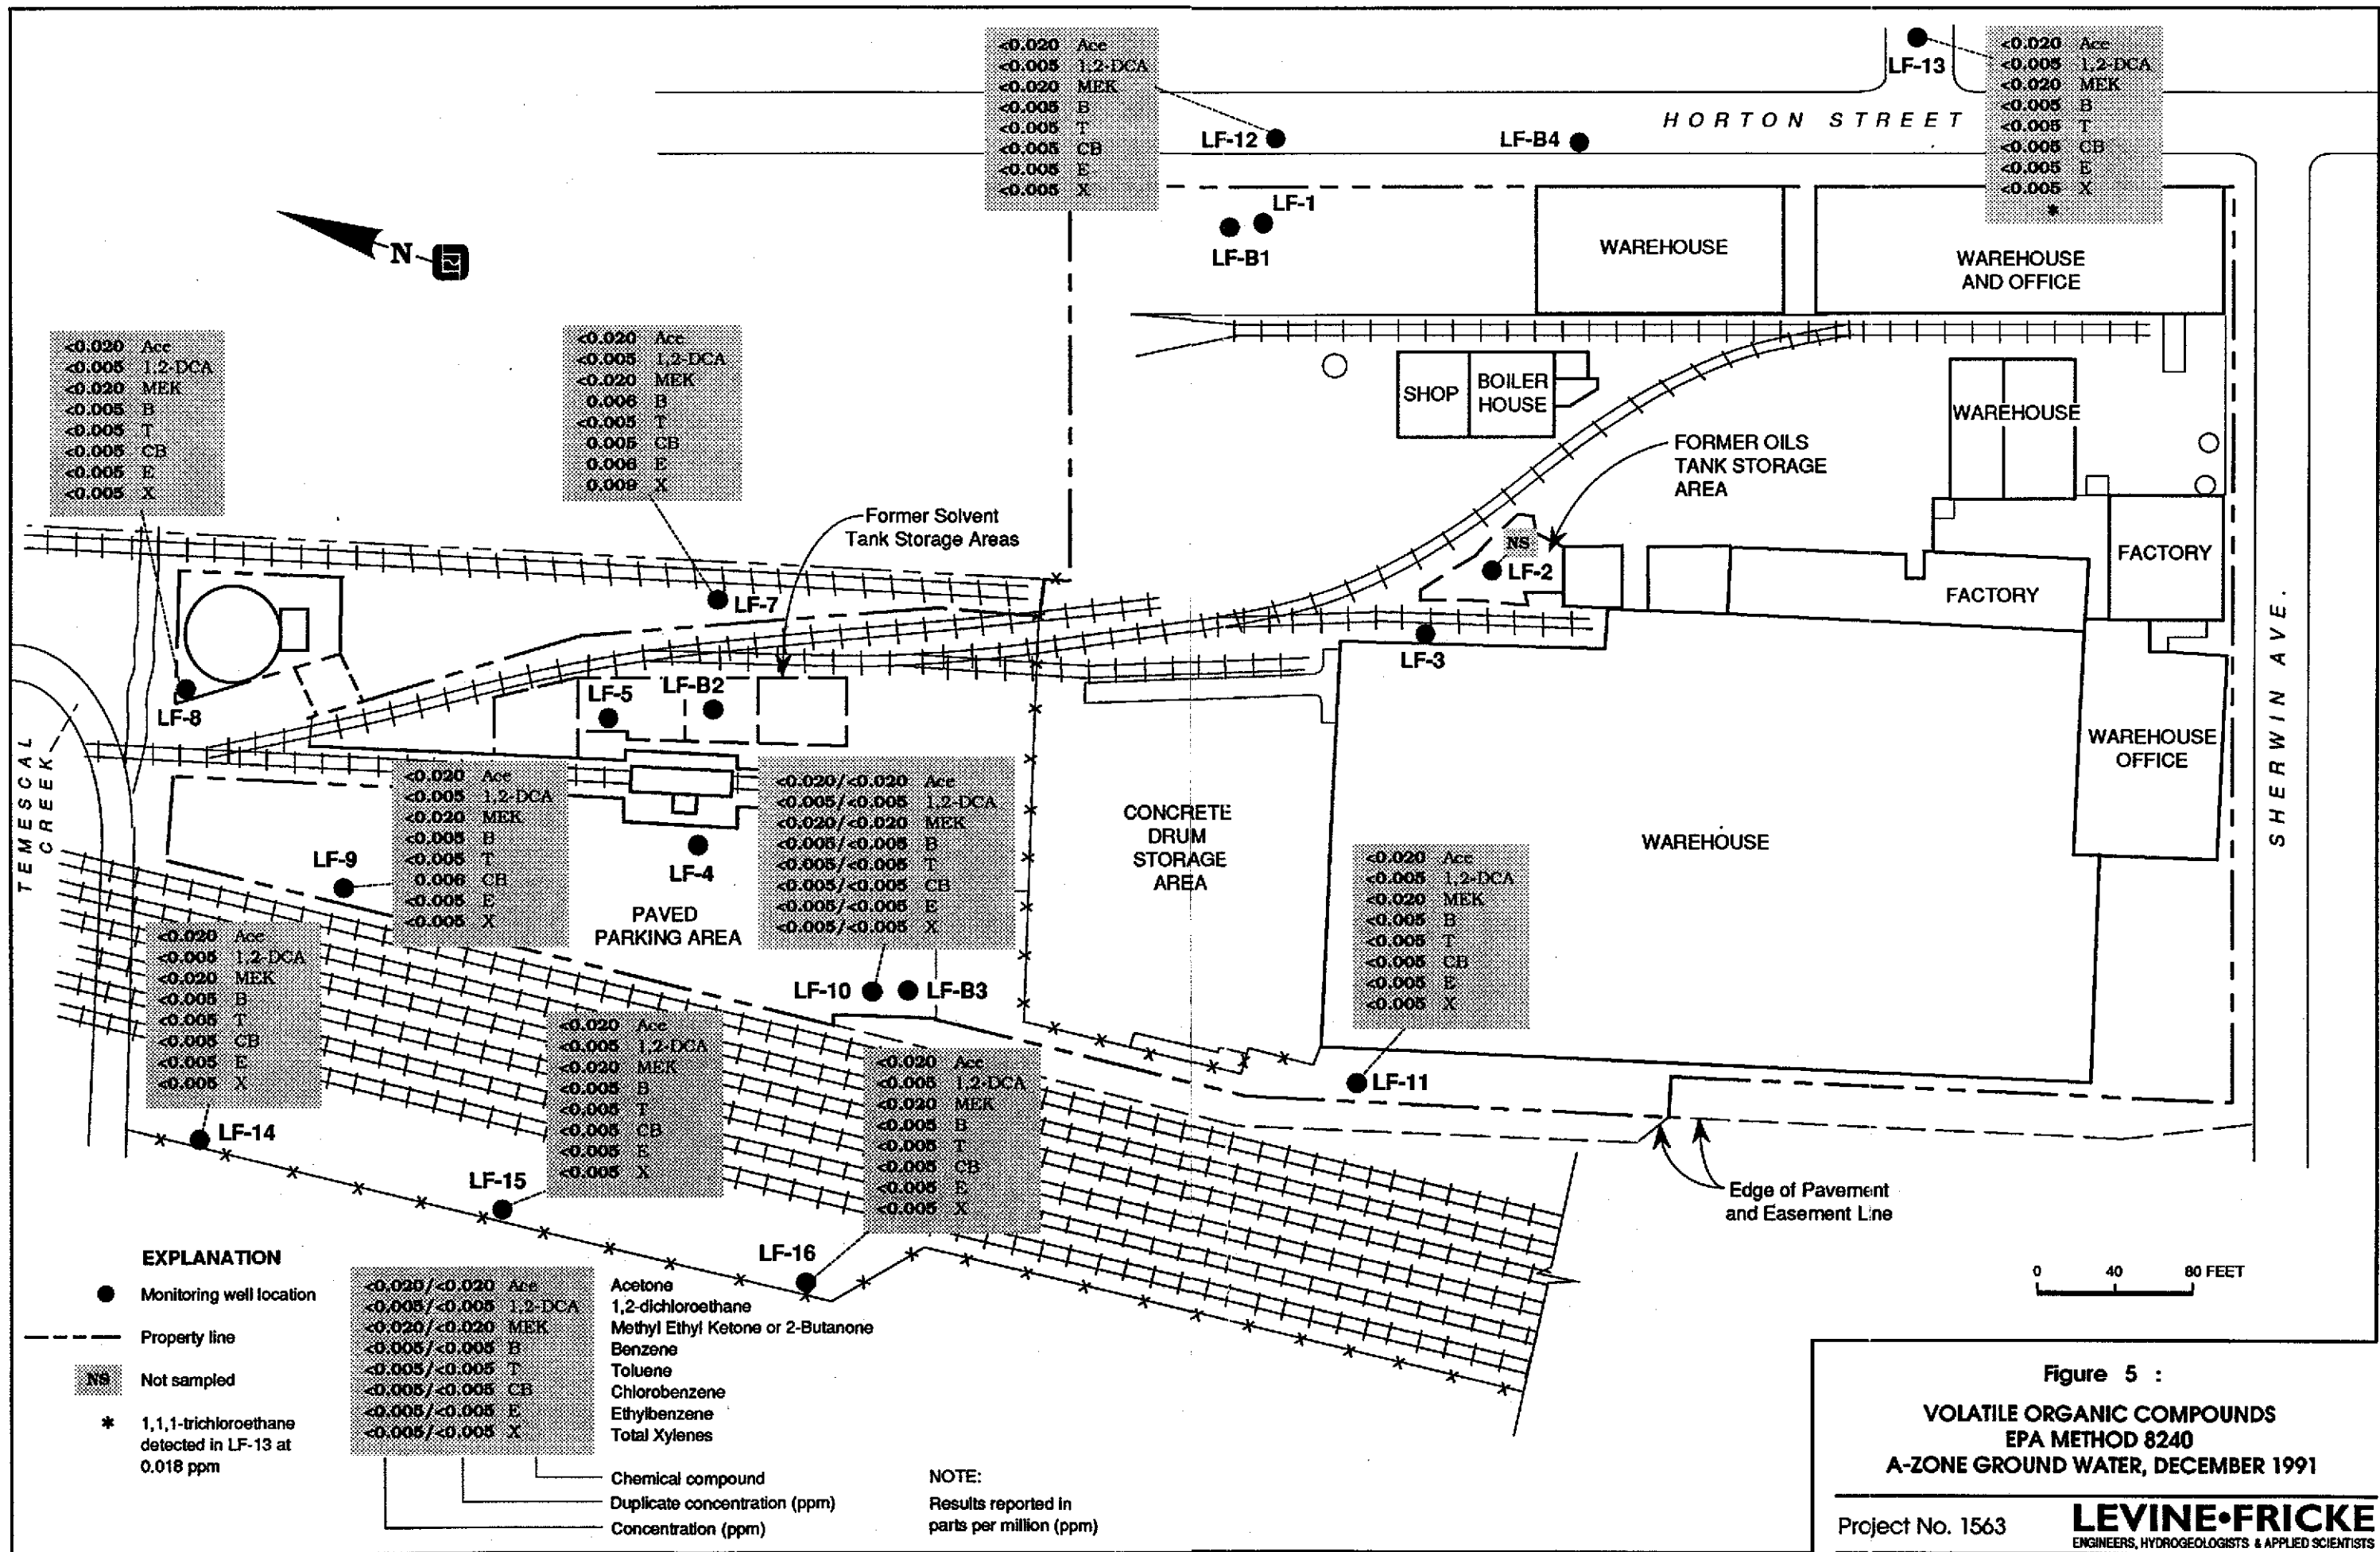 <0.020 Ace
<0.005 1,2-DCA
<0.020 MEK
<0.005 B
<0.005 T
<0.005 CB
<0.005 E
<0.005 X
LF-13
<0.020 Ace
<0.005 1,2-DCA
<0.020 MEK
<0.005 B
<0.005 T
<0.005 CB
<0.005 E
<0.005 X
*
HORTON STREET
LF-12
LF-B4
LF-1
LF-B1
N
WAREHOUSE
WAREHOUSE
AND OFFICE
<0.020 Ace
<0.005 1,2-DCA
<0.020 MEK
<0.005 B
<0.005 T
<0.005 CB
<0.005 E
<0.005 X
<0.020 Ace
<0.005 1,2-DCA
<0.020 MEK
0.006 B
<0.005 T
0.005 CB
0.006 E
0.009 X
SHOP
BOILER
HOUSE
WAREHOUSE
FORMER OILS
TANK STORAGE
AREA
Former Solvent
Tank Storage Areas
NS
LF-2
FACTORY
FACTORY
LF-7
LF-3
LF-8
LF-5
LF-B2
SHERWIN AVE.
TEMESCAL
CREEK
WAREHOUSE
OFFICE
<0.020 Ace
<0.005 1,2-DCA
<0.020 MEK
<0.005 B
<0.005 T
0.006 CB
<0.005 E
<0.005 X
<0.020/<0.020 Ace
<0.005/<0.005 1,2-DCA
<0.020/<0.020 MEK
<0.005/<0.005 B
<0.005/<0.005 T
<0.005/<0.005 CB
<0.005/<0.005 E
<0.005/<0.005 X
CONCRETE
DRUM
STORAGE
AREA
WAREHOUSE
LF-9
LF-4
PAVED
PARKING AREA
<0.020 Ace
<0.005 1,2-DCA
<0.020 MEK
<0.005 B
<0.005 T
<0.005 CB
<0.005 E
<0.005 X
<0.020 Ace
<0.005 1,2-DCA
<0.020 MEK
<0.005 B
<0.005 T
<0.005 CB
<0.005 E
<0.005 X
LF-10
LF-B3
<0.020 Ace
<0.005 1,2-DCA
<0.020 MEK
<0.005 B
<0.005 T
<0.005 CB
<0.005 E
<0.005 X
<0.020 Ace
<0.005 1,2-DCA
<0.020 MEK
<0.005 B
<0.005 T
<0.005 CB
<0.005 E
<0.005 X
LF-11
LF-14
LF-15
LF-16
Edge of Pavement
and Easement Line
0 40 80 FEET
EXPLANATION
Monitoring well location
Property line
NS Not sampled
* 1,1,1-trichloroethane
detected in LF-13 at
0.018 ppm
<0.020/<0.020 Ace Acetone
<0.005/<0.005 1,2-DCA 1,2-dichloroethane
<0.020/<0.020 MEK Methyl Ethyl Ketone or 2-Butanone
<0.005/<0.005 B Benzene
<0.005/<0.005 T Toluene
<0.005/<0.005 CB Chlorobenzene
<0.005/<0.005 E Ethylbenzene
<0.005/<0.005 X Total Xylenes
Chemical compound
Duplicate concentration (ppm)
Concentration (ppm)
NOTE:
Results reported in
parts per million (ppm)
Figure 5 :
VOLATILE ORGANIC COMPOUNDS
EPA METHOD 8240
A-ZONE GROUND WATER, DECEMBER 1991
Project No. 1563
LEVINE•FRICKE
ENGINEERS, HYDROGEOLOGISTS & APPLIED SCIENTISTS